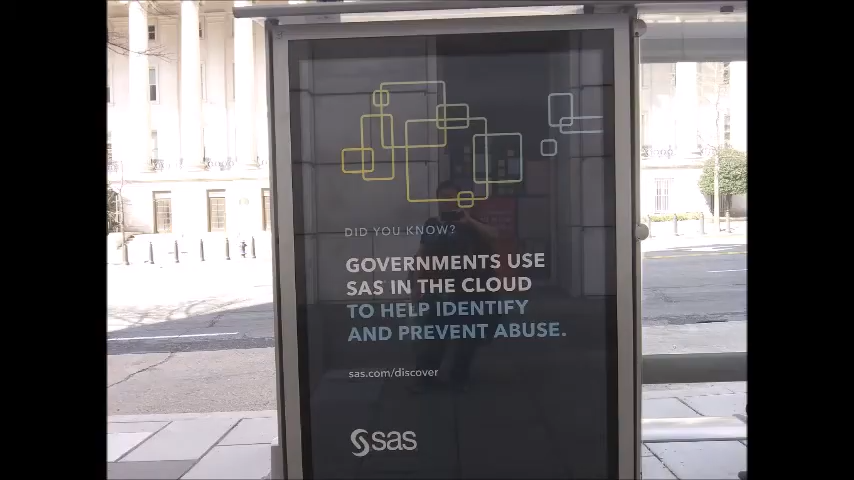 DID YOU KNOW?
GOVERNMENTS USE
SAS IN THE CLOUD
TO HELP IDENTIFY
AND PREVENT ABUSE.
sas.com/discover
sas